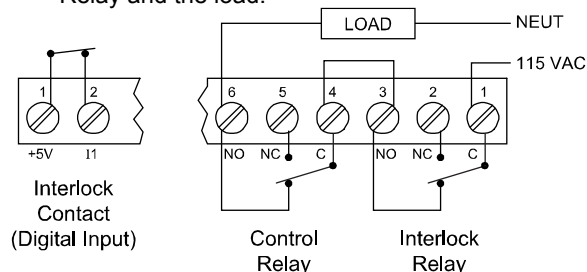 Relay and the load.
LOAD
NEUT
115 VAC
1 2
6 5 4 3 2 1
+5V I1
NO NC C NO NC C
Interlock
Contact
(Digital Input)
Control
Relay
Interlock
Relay